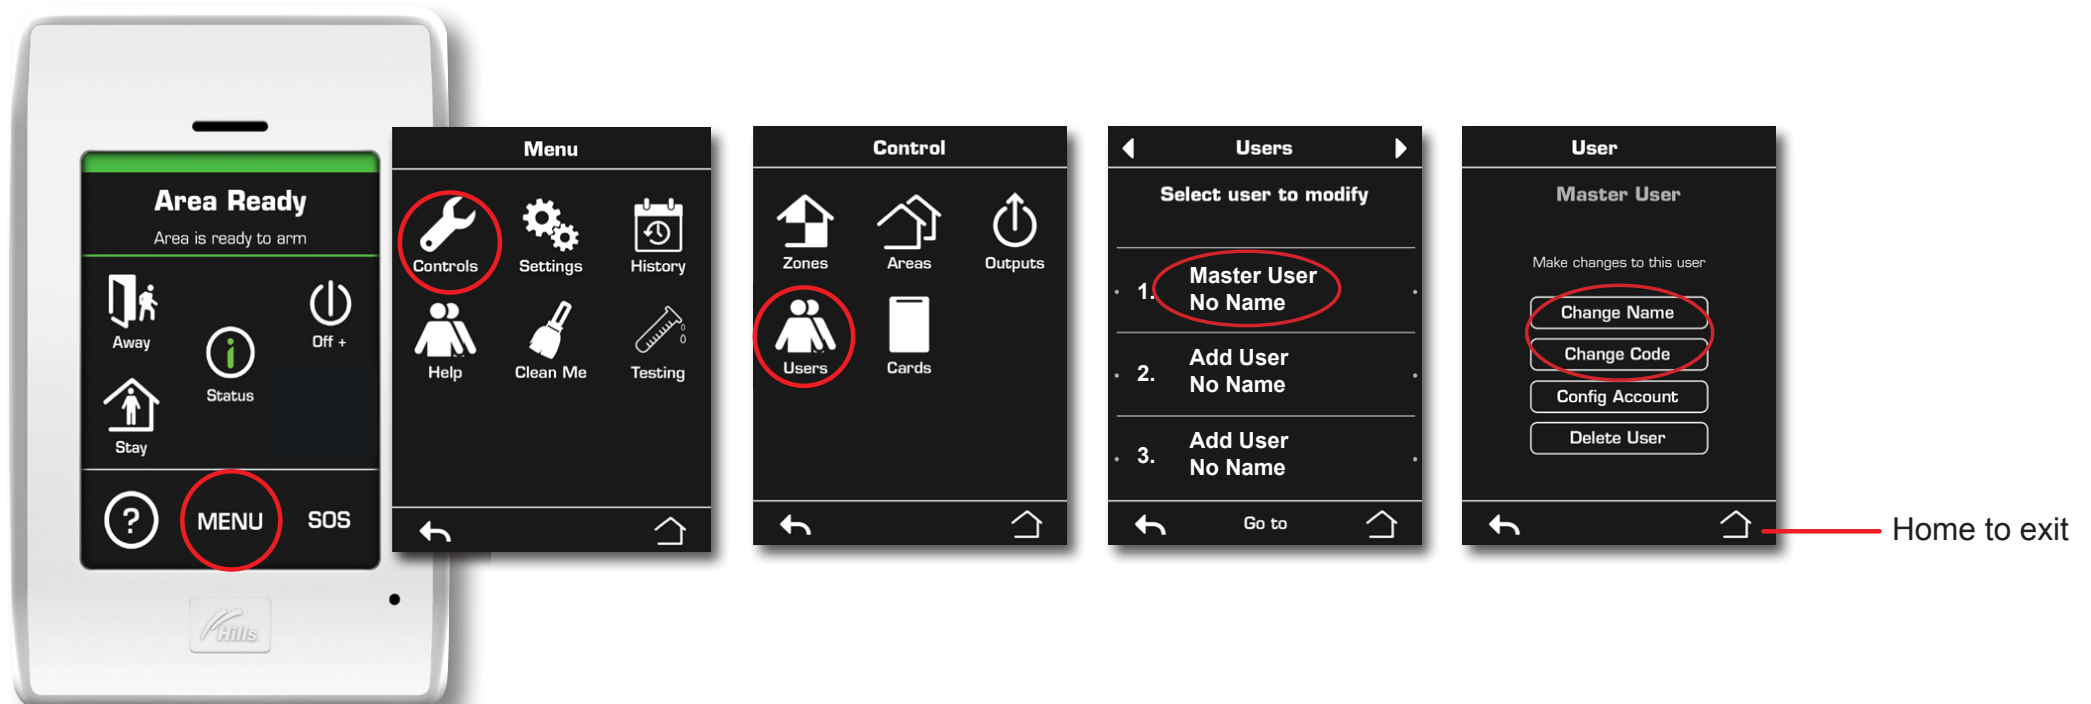 Area Ready
Area is ready to arm
Away
Off +
Status
Stay
?
MENU
SOS
Hills
Menu
Controls
Settings
History
Help
Clean Me
Testing
Control
Zones
Areas
Outputs
Users
Cards
Users
Select user to modify
1. Master User
No Name
2. Add User
No Name
3. Add User
No Name
Go to
User
Master User
Make changes to this user
Change Name
Change Code
Config Account
Delete User
Home to exit